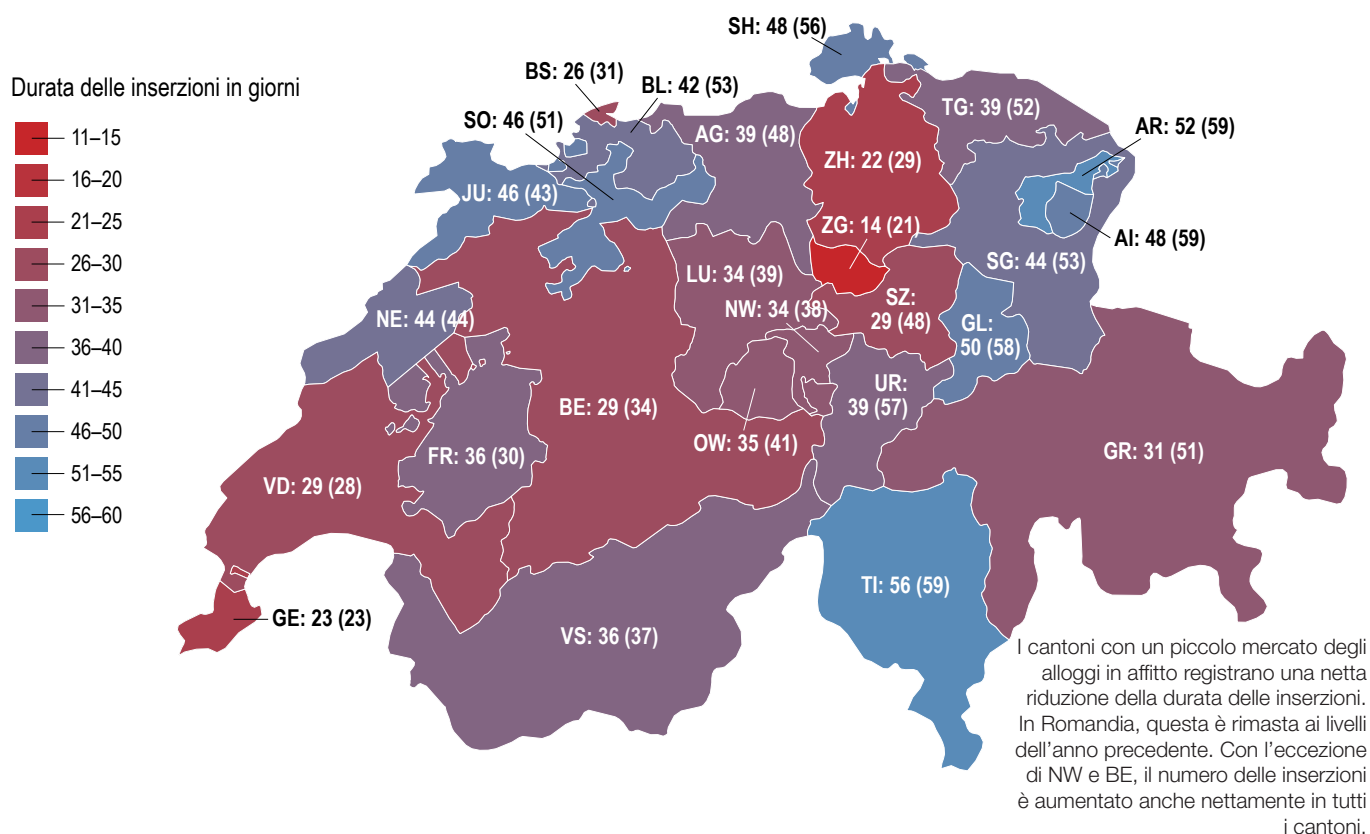 Durata delle inserzioni in giorni
11–15
16–20
21–25
26–30
31–35
36–40
41–45
46–50
51–55
56–60
SH: 48 (56)
BS: 26 (31)
BL: 42 (53)
SO: 46 (51)
AG: 39 (48)
TG: 39 (52)
AR: 52 (59)
ZH: 22 (29)
JU: 46 (43)
ZG: 14 (21)
AI: 48 (59)
LU: 34 (39)
SG: 44 (53)
NW: 34 (38)
SZ:
29 (48)
NE: 44 (44)
GL:
50 (58)
UR:
39 (57)
BE: 29 (34)
OW: 35 (41)
FR: 36 (30)
GR: 31 (51)
VD: 29 (28)
TI: 56 (59)
GE: 23 (23)
VS: 36 (37)
I cantoni con un piccolo mercato degli
alloggi in affitto registrano una netta
riduzione della durata delle inserzioni.
In Romandia, questa è rimasta ai livelli
dell'anno precedente. Con l'eccezione
di NW e BE, il numero delle inserzioni
è aumentato anche nettamente in tutti
i cantoni.